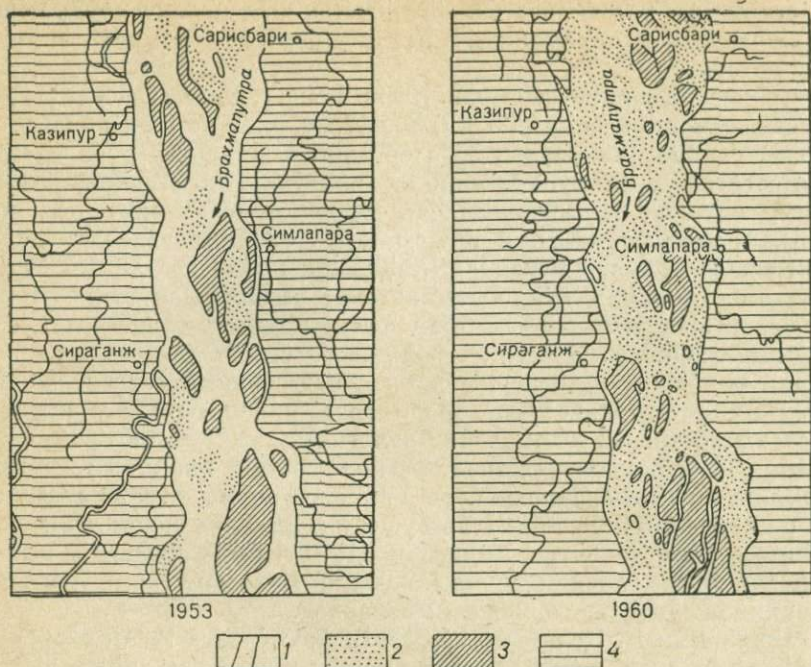 Сарисбари
Казипур
Брахмапутра
Симлапара
Сираганж
1953
Сарисбари
Казипур
Брахмапутра
Симлапара
Сираганж
1960
1 2 3 4